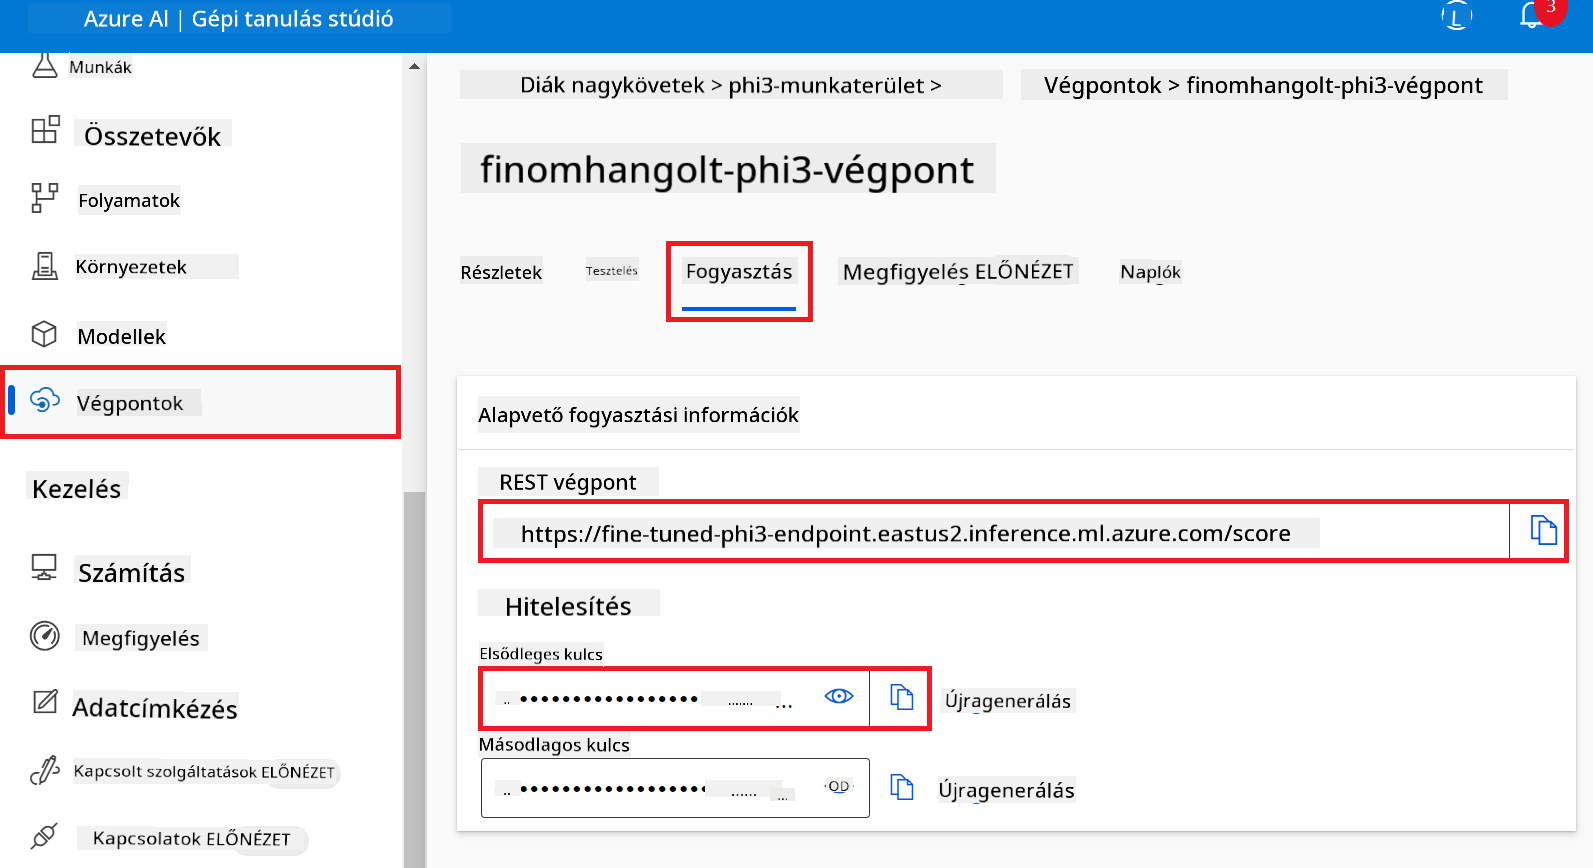 Azure AI | Gépi tanulás stúdió
L
3
Munkák
Összetevők
Folyamatok
Környezetek
Modellek
Végpontok
Kezelés
Számítás
Megfigyelés
Adatcímkézés
Kapcsolt szolgáltatások ELŐNÉZET
Kapcsolatok ELŐNÉZET
Diák nagykövetek > phi3-munkaterület > Végpontok > finomhangolt-phi3-végpont
finomhangolt-phi3-végpont
Részletek Tesztelés Fogyasztás Megfigyelés ELŐNÉZET Naplók
Alapvető fogyasztási információk
REST végpont
https://fine-tuned-phi3-endpoint.eastus2.inference.ml.azure.com/score
Hitelesítés
Elsődleges kulcs
Újragenerálás
Másodlagos kulcs
OD
Újragenerálás